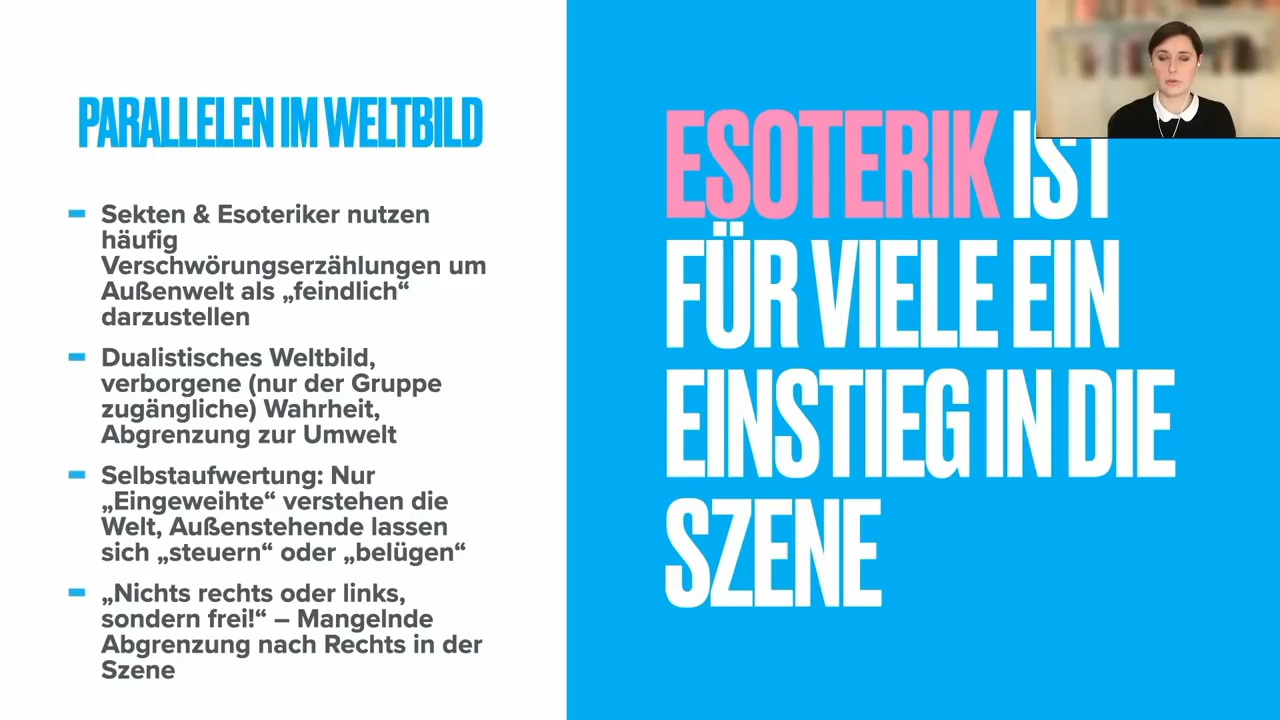 PARALLELEN IM WELTBILD
Sekten & Esoteriker nutzen
häufig
Verschwörungserzählungen um
Außenwelt als „feindlich“
darzustellen
Dualistisches Weltbild,
verborgene (nur der Gruppe
zugängliche) Wahrheit,
Abgrenzung zur Umwelt
Selbstaufwertung: Nur
„Eingeweihte“ verstehen die
Welt, Außenstehende lassen
sich „steuern“ oder „belügen“
„Nichts rechts oder links,
sondern frei!“ – Mangelnde
Abgrenzung nach Rechts in der
Szene
ESOTERIK IST
FÜR VIELE EIN
EINSTIEG IN DIE
SZENE